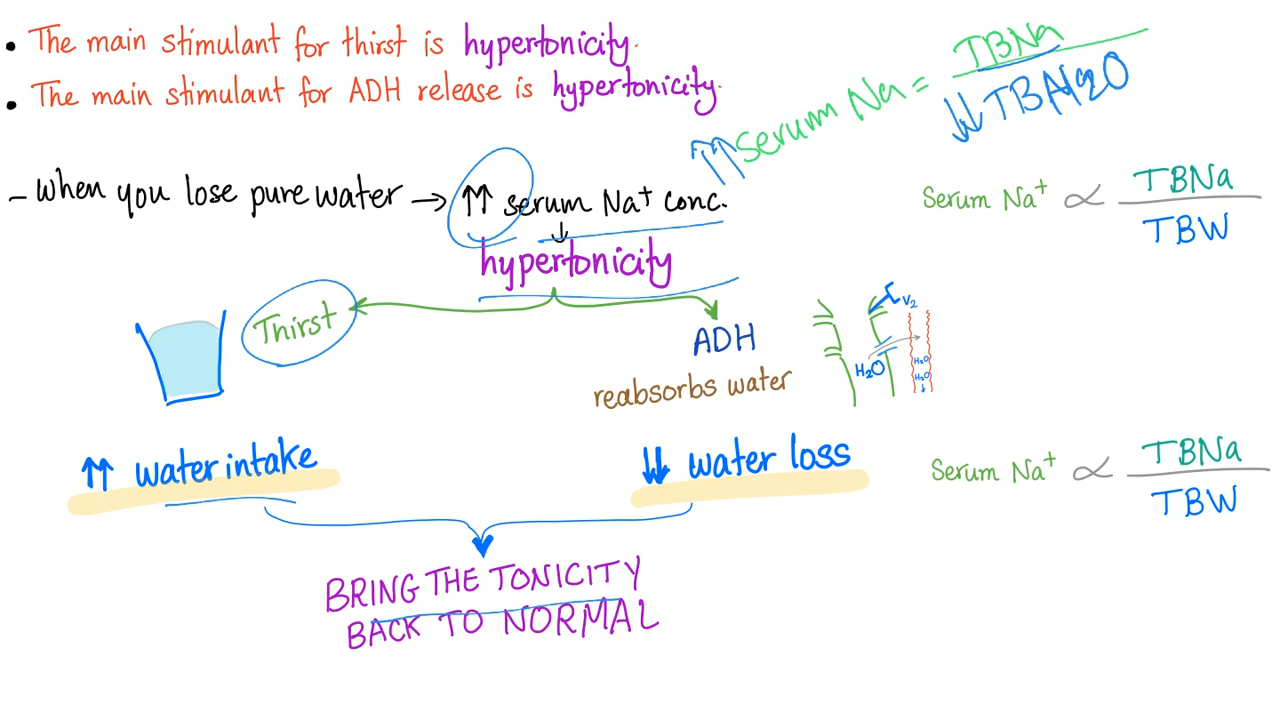 • The main stimulant for thirst is hypertonicity.
• The main stimulant for ADH release is hypertonicity.
↑↑ Serum Na = TBNa / ↓↓ TBH2O
- When you lose pure water → ↑↑ serum Na+ conc.
↓
hypertonicity
Serum Na+ ∝ TBNa / TBW
Thirst
ADH
reabsorbs water
V2
H2O
H2O
H2O
↑↑ water intake
↓↓ water loss
Serum Na+ ∝ TBNa / TBW
BRING THE TONICITY
BACK TO NORMAL